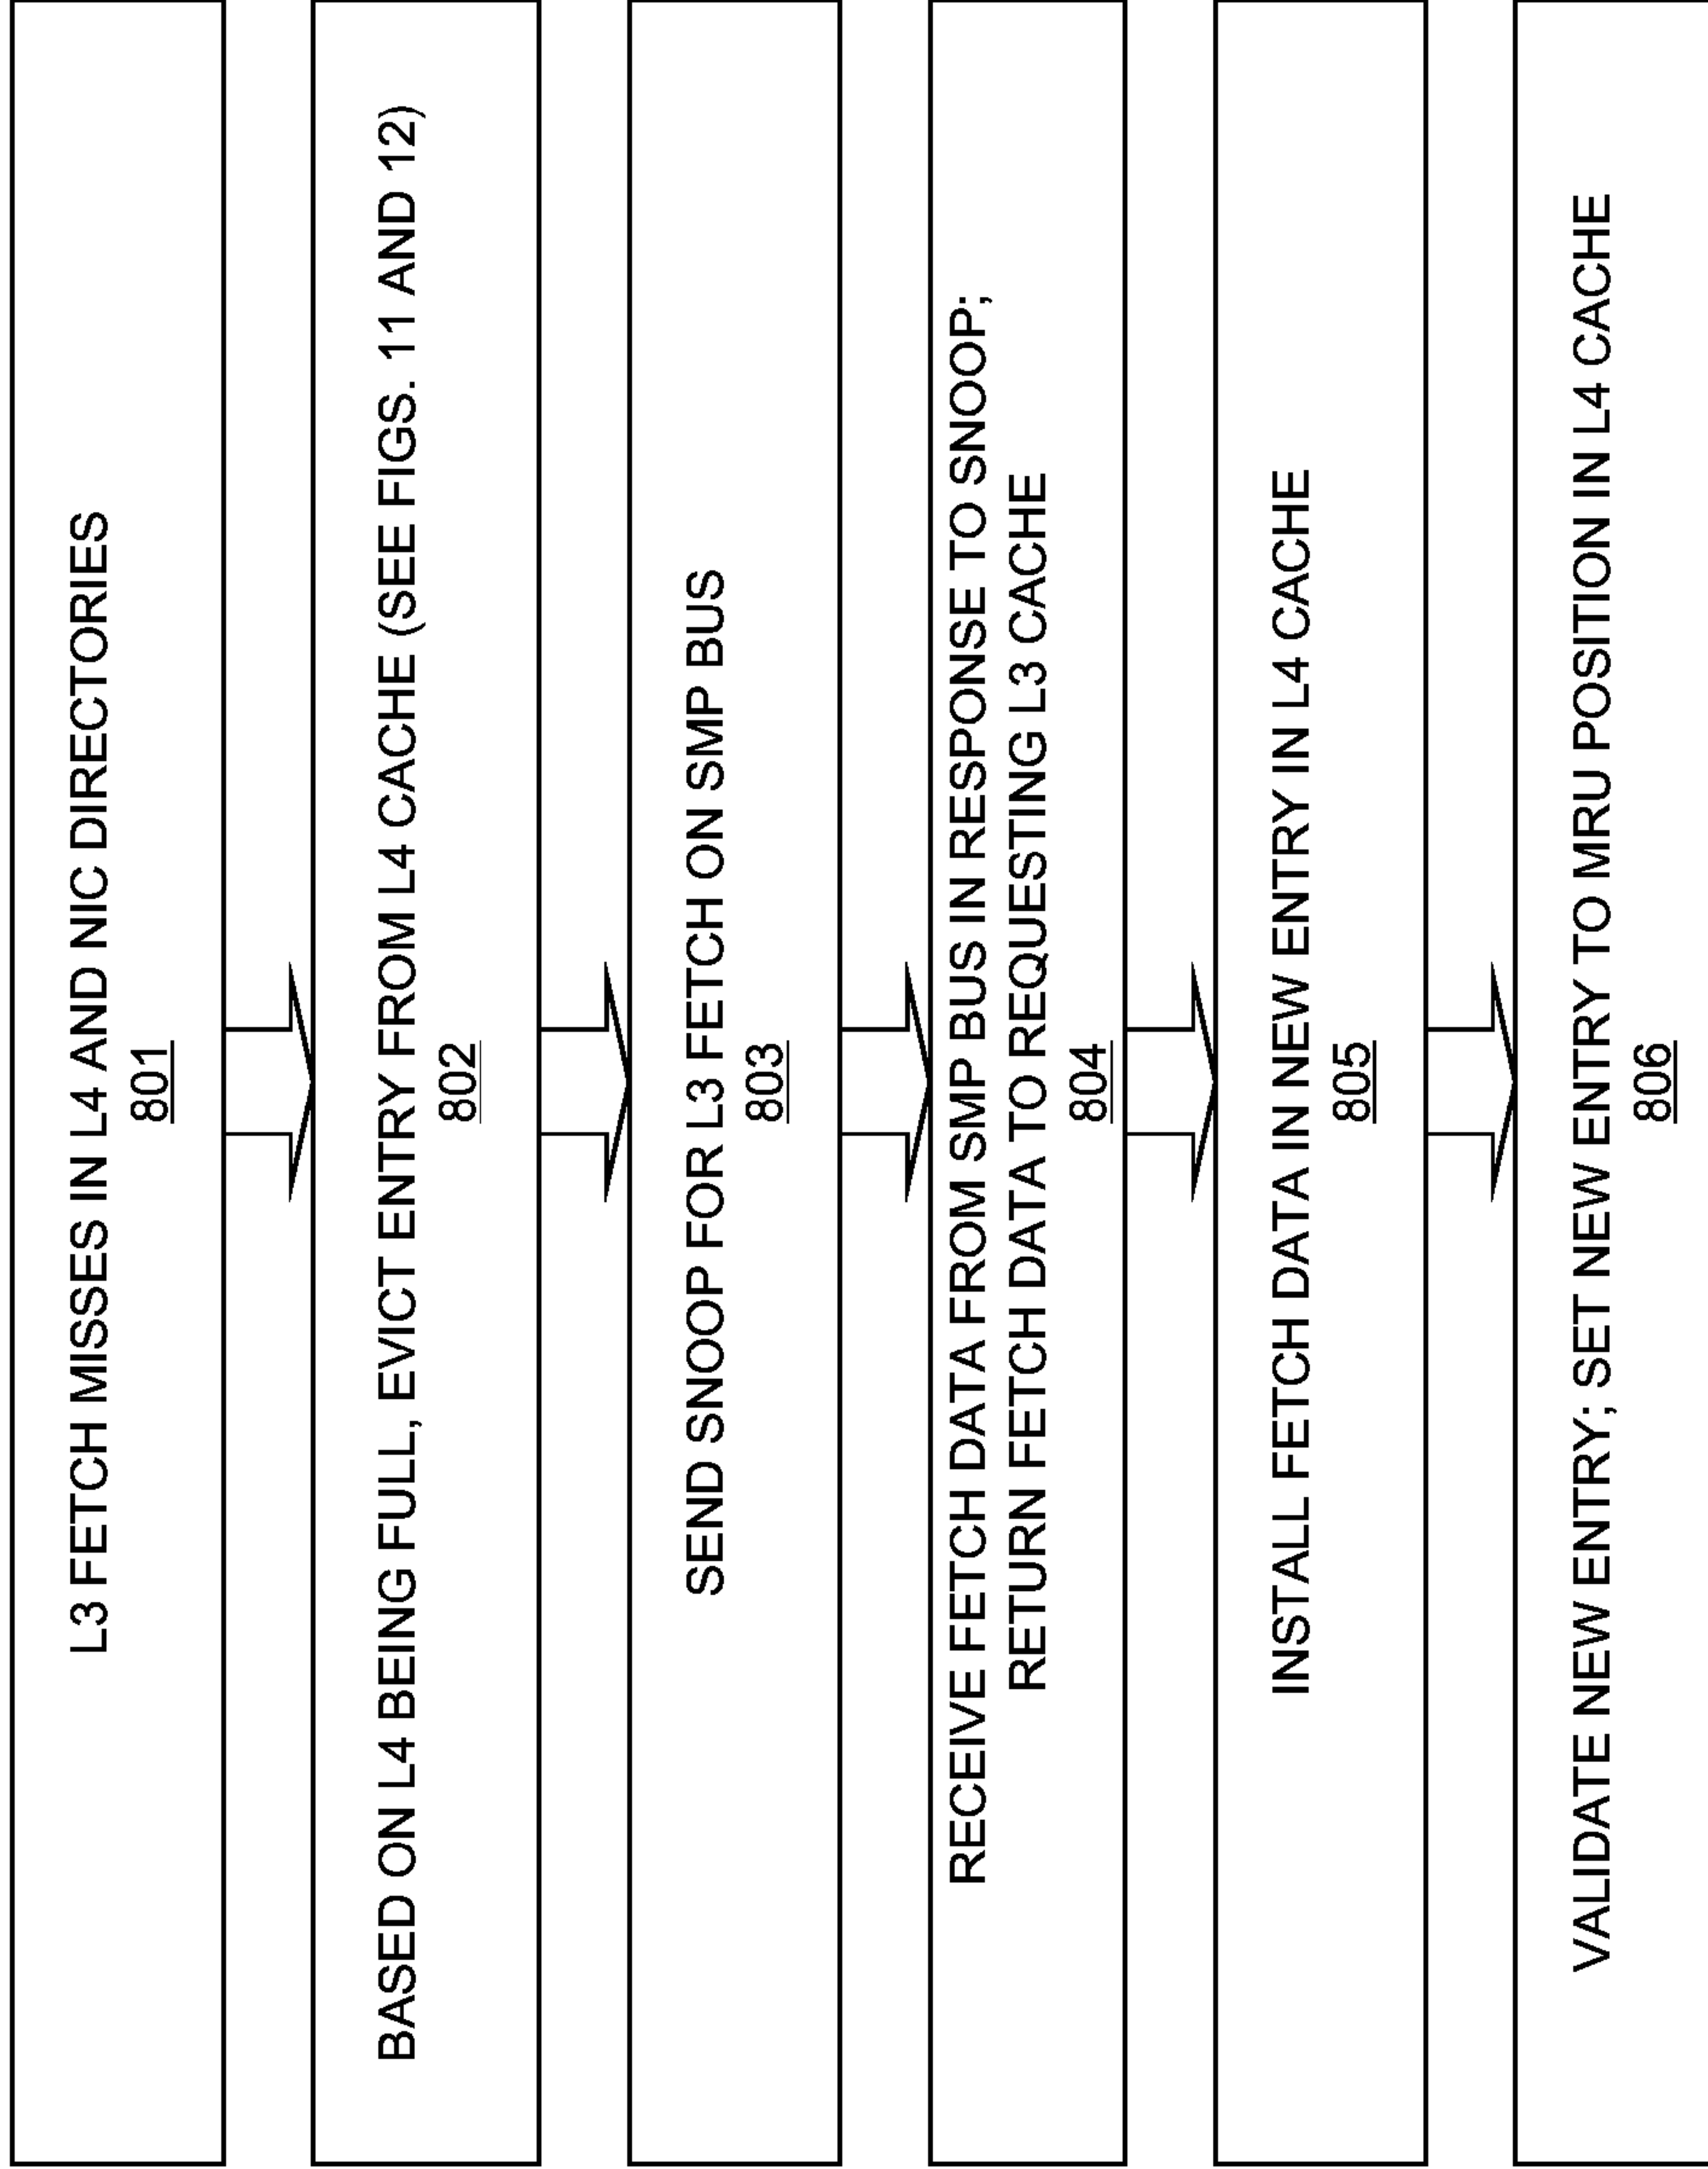 L3 FETCH MISSES IN L4 AND NIC DIRECTORIES
801
BASED ON L4 BEING FULL, EVICT ENTRY FROM L4 CACHE (SEE FIGS. 11 AND 12)
802
SEND SNOOP FOR L3 FETCH ON SMP BUS
803
RECEIVE FETCH DATA FROM SMP BUS IN RESPONSE TO SNOOP;
RETURN FETCH DATA TO REQUESTING L3 CACHE
804
INSTALL FETCH DATA IN NEW ENTRY IN L4 CACHE
805
VALIDATE NEW ENTRY; SET NEW ENTRY TO MRU POSITION IN L4 CACHE
806